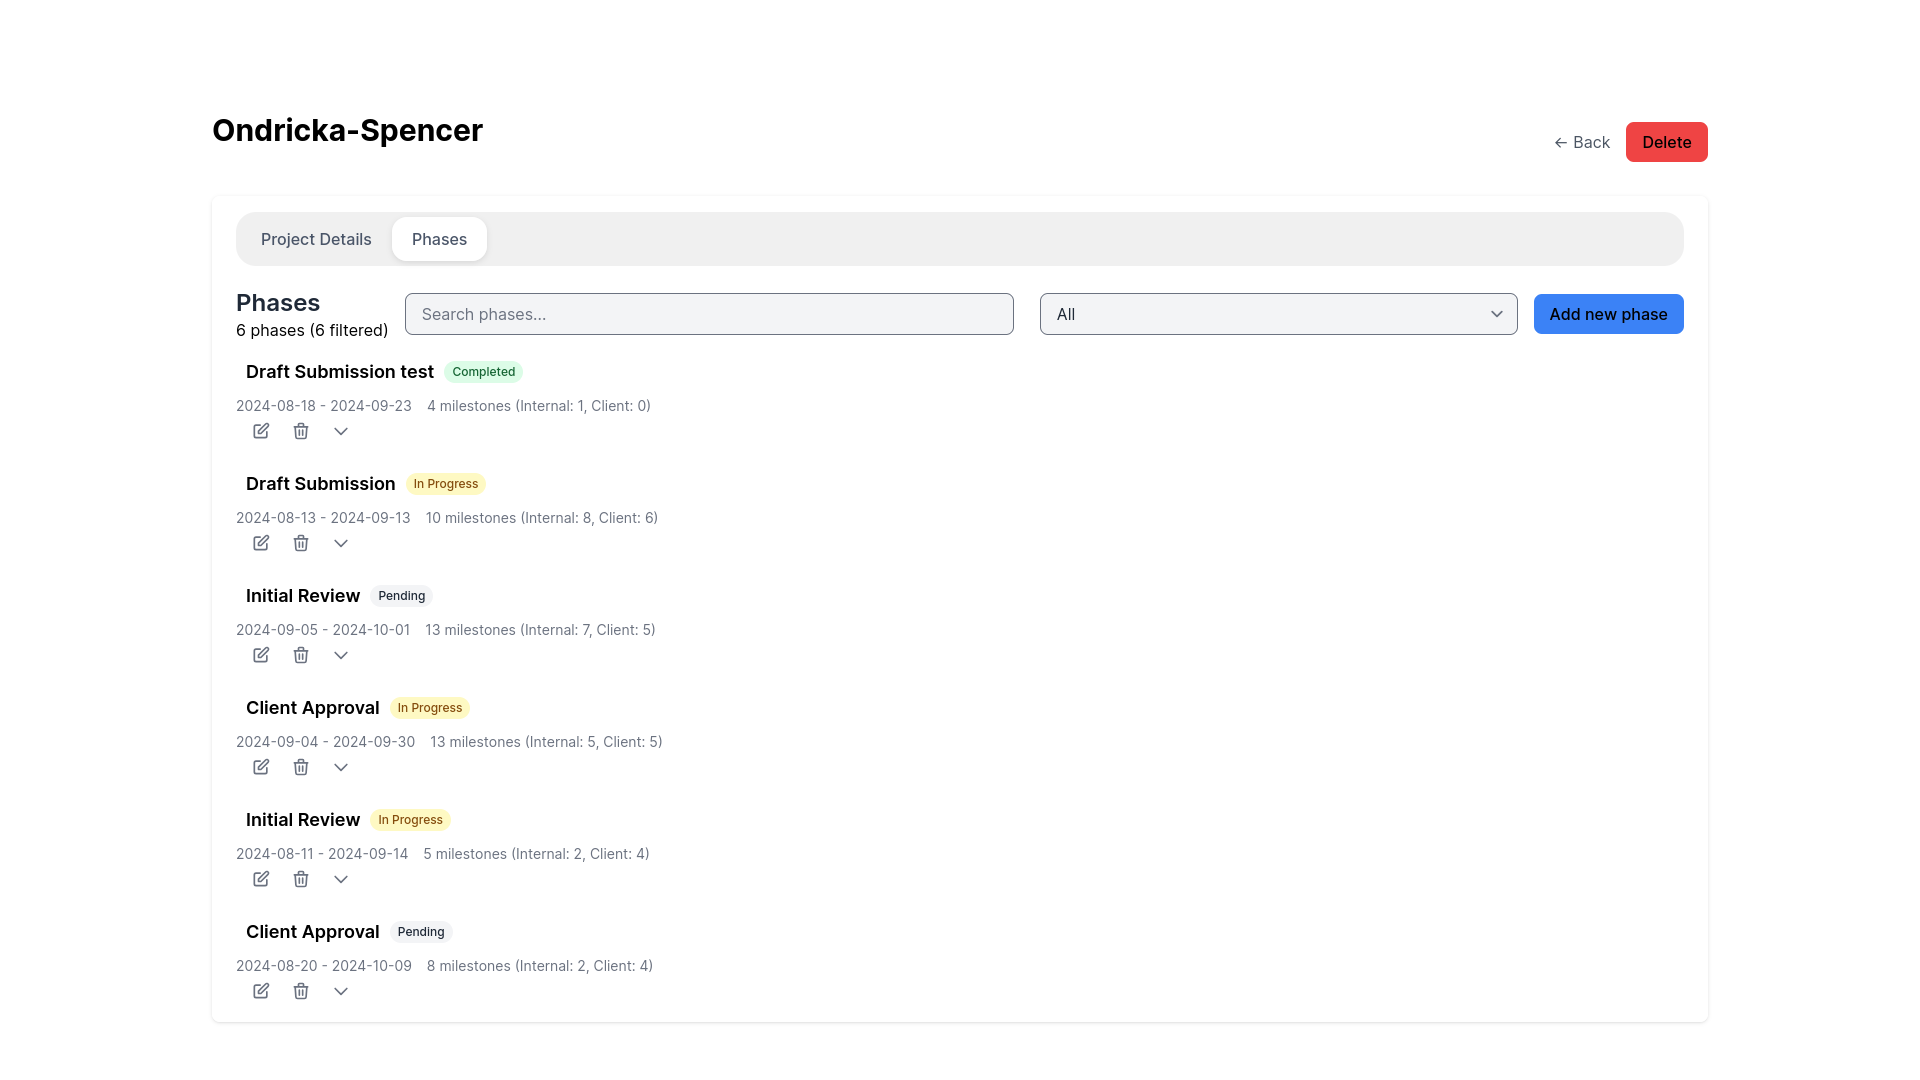 Ondricka-Spencer
← Back
Delete
Project Details
Phases
Phases
6 phases (6 filtered)
Search phases...
All
Add new phase
Draft Submission test
Completed
2024-08-18 - 2024-09-23 4 milestones (Internal: 1, Client: 0)
Draft Submission
In Progress
2024-08-13 - 2024-09-13 10 milestones (Internal: 8, Client: 6)
Initial Review
Pending
2024-09-05 - 2024-10-01 13 milestones (Internal: 7, Client: 5)
Client Approval
In Progress
2024-09-04 - 2024-09-30 13 milestones (Internal: 5, Client: 5)
Initial Review
In Progress
2024-08-11 - 2024-09-14 5 milestones (Internal: 2, Client: 4)
Client Approval
Pending
2024-08-20 - 2024-10-09 8 milestones (Internal: 2, Client: 4)